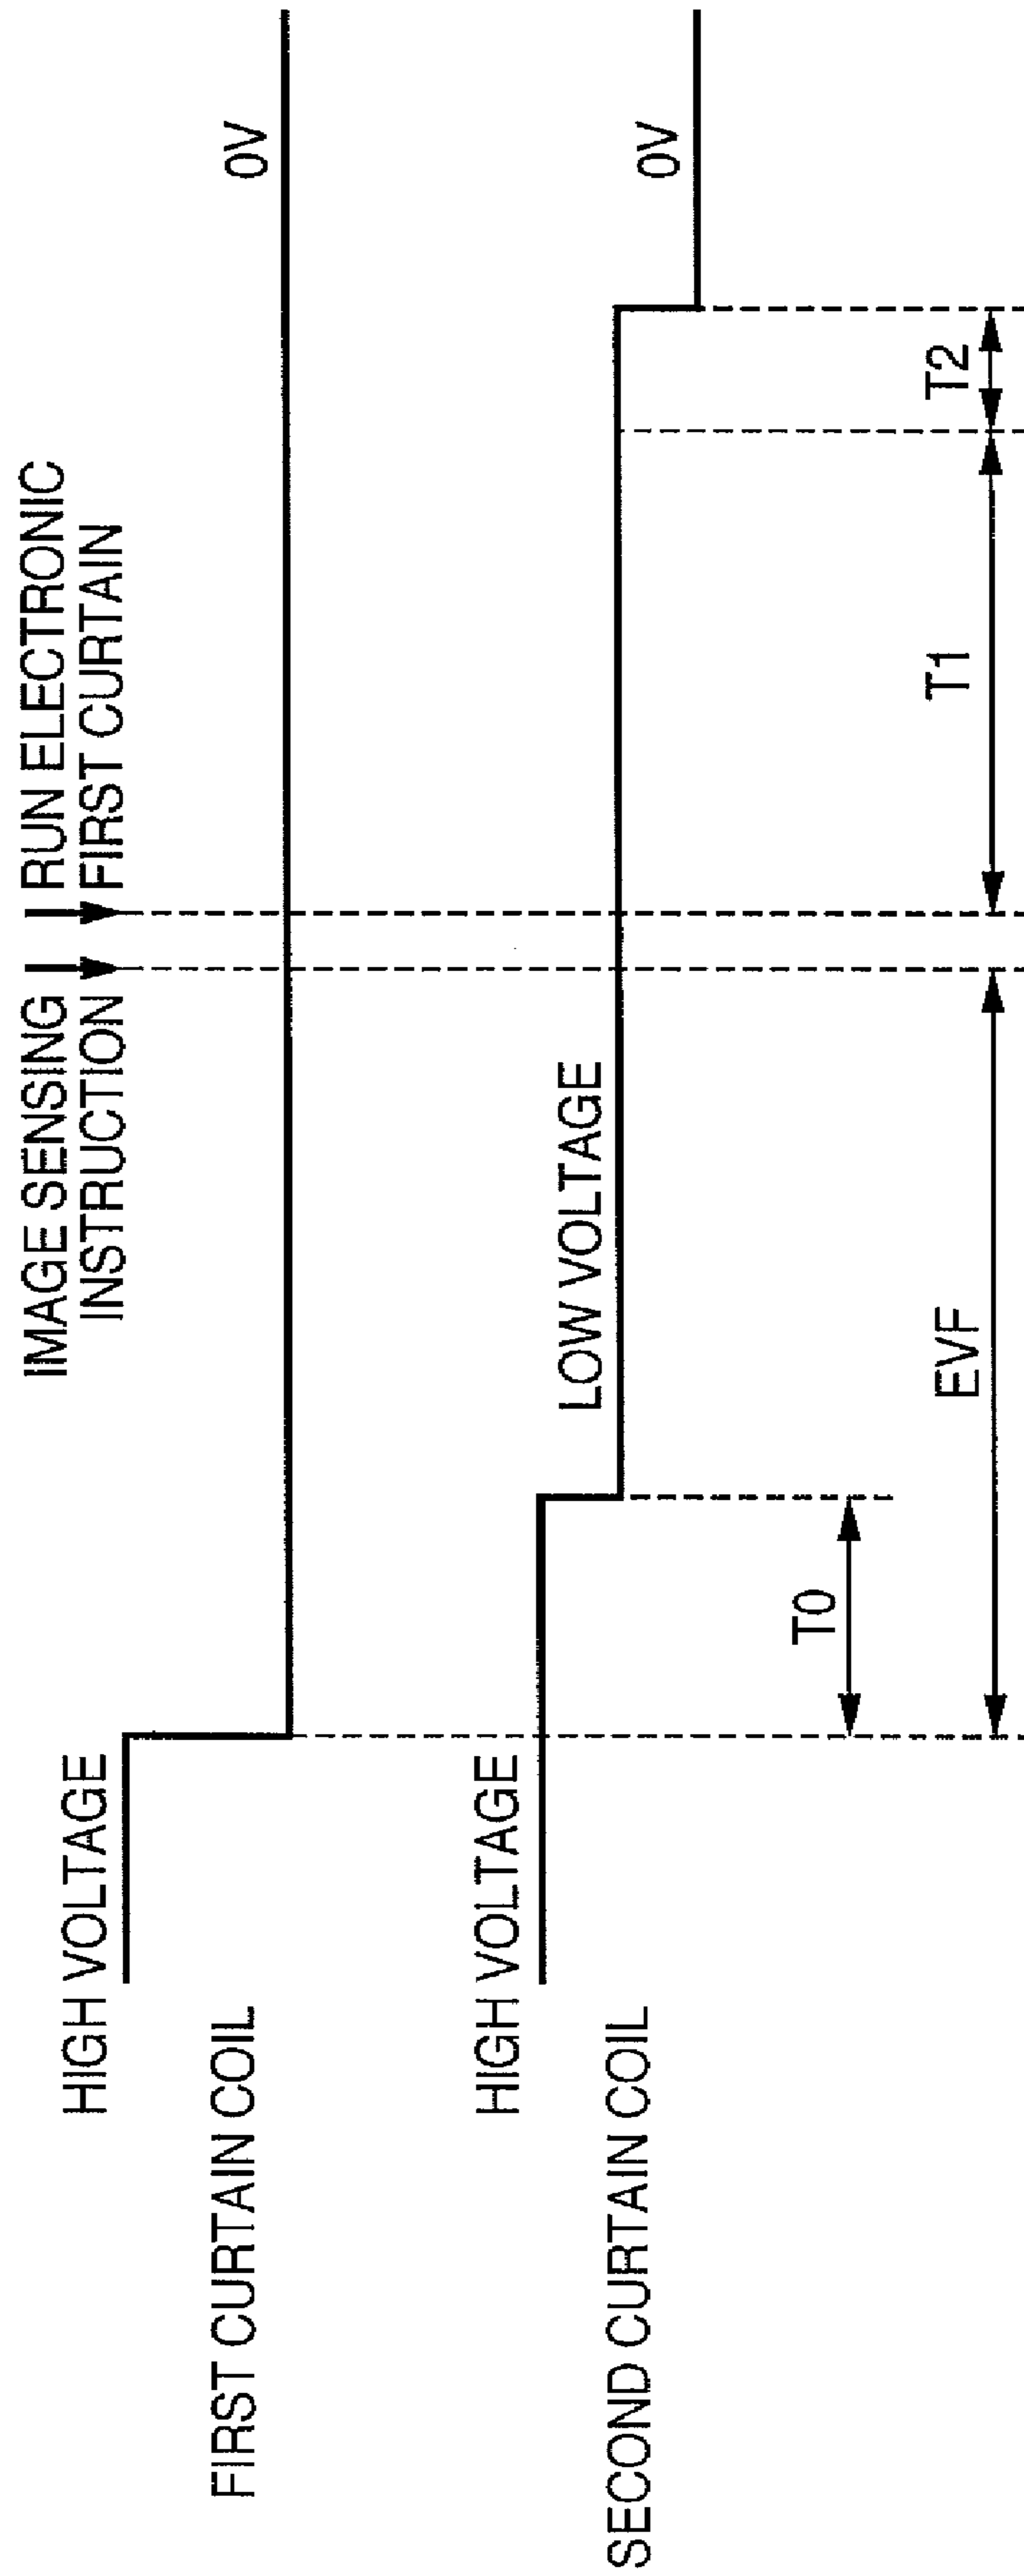 IMAGE SENSING
INSTRUCTION
RUN ELECTRONIC
FIRST CURTAIN
HIGH VOLTAGE
FIRST CURTAIN COIL
0V
HIGH VOLTAGE
LOW VOLTAGE
SECOND CURTAIN COIL
0V
T0
EVF
T1
T2